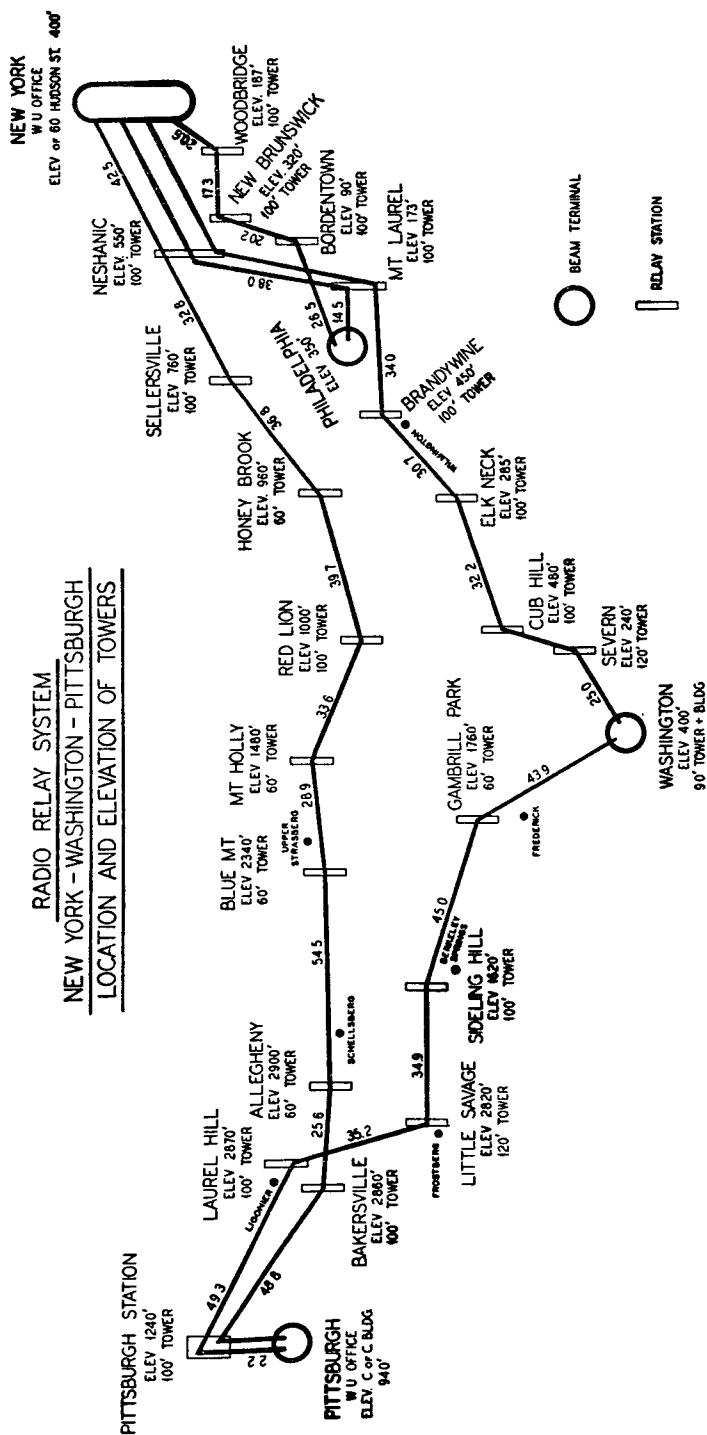 RADIO RELAY SYSTEM
NEW YORK - WASHINGTON - PITTSBURGH
LOCATION AND ELEVATION OF TOWERS
PITTSBURGH STATION
ELEV 1240'
100' TOWER
2.2
PITTSBURGH
W U OFFICE
ELEV. C of C BLDG
940'
49.3
48.8
LIGONIER
LAUREL HILL
ELEV 2870'
100' TOWER
BAKERSVILLE
ELEV 2860'
100' TOWER
25.6
ALLEGHENY
ELEV 2900'
60' TOWER
SCHELLSBERG
54.5
BLUE MT
ELEV 2340'
60' TOWER
UPPER
STRASBERG
28.9
MT HOLLY
ELEV 1480'
60' TOWER
33.6
RED LION
ELEV 1000'
100' TOWER
39.7
HONEY BROOK
ELEV. 960'
60' TOWER
36.8
SELLERSVILLE
ELEV 760'
100' TOWER
32.8
NESHANIC
ELEV. 550'
100' TOWER
42.5
NEW YORK
W U OFFICE
ELEV of 60 HUDSON ST. 400'
20.6
WOODBRIDGE
ELEV. 187'
100' TOWER
17.3
NEW BRUNSWICK
ELEV. 320'
100' TOWER
20.2
BORDENTOWN
ELEV 90'
100' TOWER
38.0
26.5
14.5
PHILADELPHIA
ELEV 350'
MT LAUREL
ELEV 173'
100' TOWER
34.0
BRANDYWINE
ELEV 450'
100' TOWER
WILMINGTON
30.7
ELK NECK
ELEV 285'
100' TOWER
32.2
CUB HILL
ELEV 480'
100' TOWER
SEVERN
ELEV 240'
120' TOWER
25.0
WASHINGTON
ELEV 400'
90' TOWER + BLDG
43.9
FREDERICK
GAMBRILL PARK
ELEV 1760'
60' TOWER
45.0
BERKELEY
SPRINGS
SIDELING HILL
ELEV 1620'
100' TOWER
34.9
LITTLE SAVAGE
ELEV 2820'
120' TOWER
FROSTBERG
BEAM TERMINAL
RELAY STATION